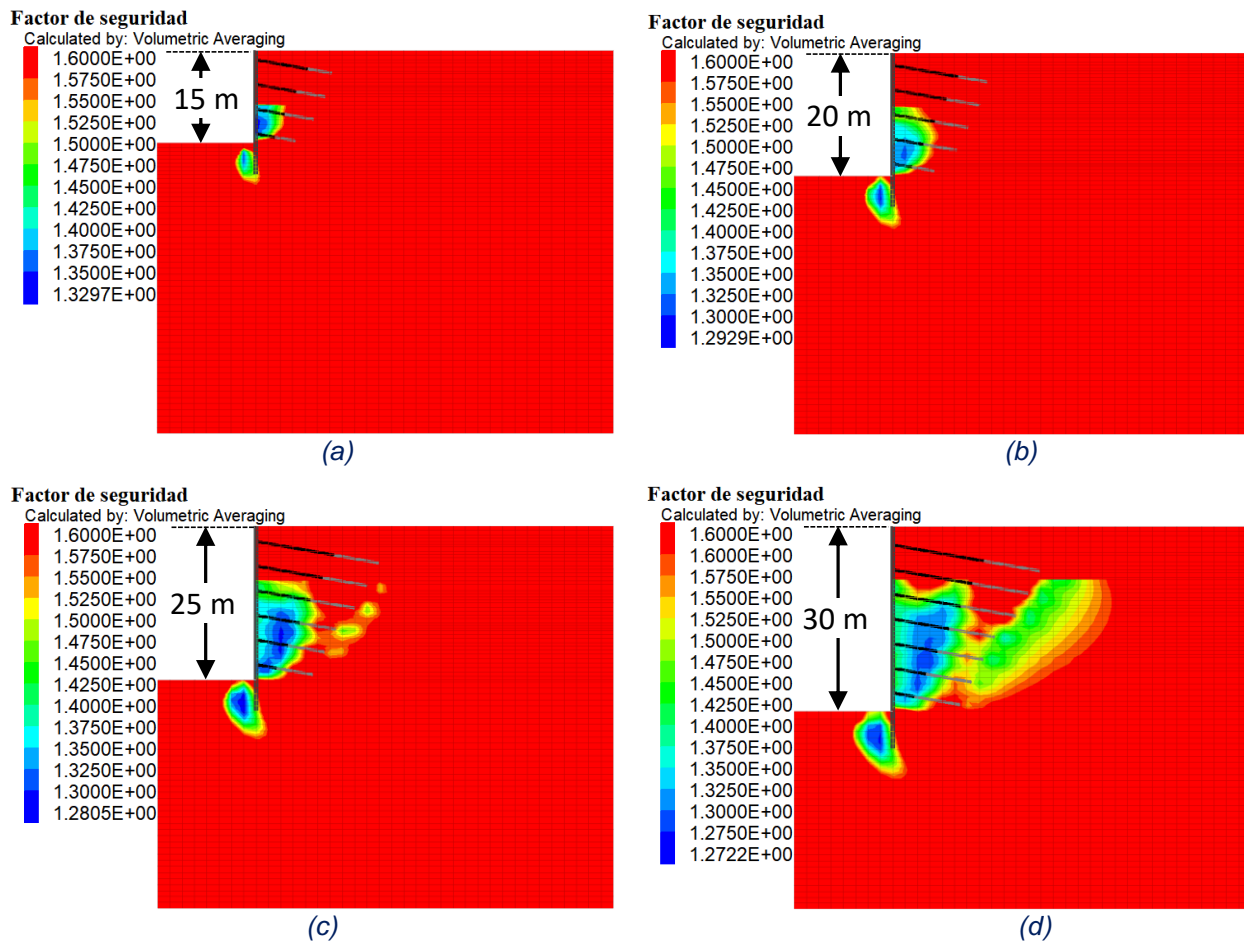 Factor de seguridad
Calculated by: Volumetric Averaging
1.6000E+00
1.5750E+00
1.5500E+00
1.5250E+00
1.5000E+00
1.4750E+00
1.4500E+00
1.4250E+00
1.4000E+00
1.3750E+00
1.3500E+00
1.3297E+00
15 m
(a)
Factor de seguridad
Calculated by: Volumetric Averaging
1.6000E+00
1.5750E+00
1.5500E+00
1.5250E+00
1.5000E+00
1.4750E+00
1.4500E+00
1.4250E+00
1.4000E+00
1.3750E+00
1.3500E+00
1.3250E+00
1.3000E+00
1.2929E+00
20 m
(b)
Factor de seguridad
Calculated by: Volumetric Averaging
1.6000E+00
1.5750E+00
1.5500E+00
1.5250E+00
1.5000E+00
1.4750E+00
1.4500E+00
1.4250E+00
1.4000E+00
1.3750E+00
1.3500E+00
1.3250E+00
1.3000E+00
1.2805E+00
25 m
(c)
Factor de seguridad
Calculated by: Volumetric Averaging
1.6000E+00
1.6000E+00
1.5750E+00
1.5500E+00
1.5250E+00
1.5000E+00
1.4750E+00
1.4500E+00
1.4250E+00
1.4000E+00
1.3750E+00
1.3500E+00
1.3250E+00
1.3000E+00
1.2750E+00
1.2722E+00
30 m
(d)